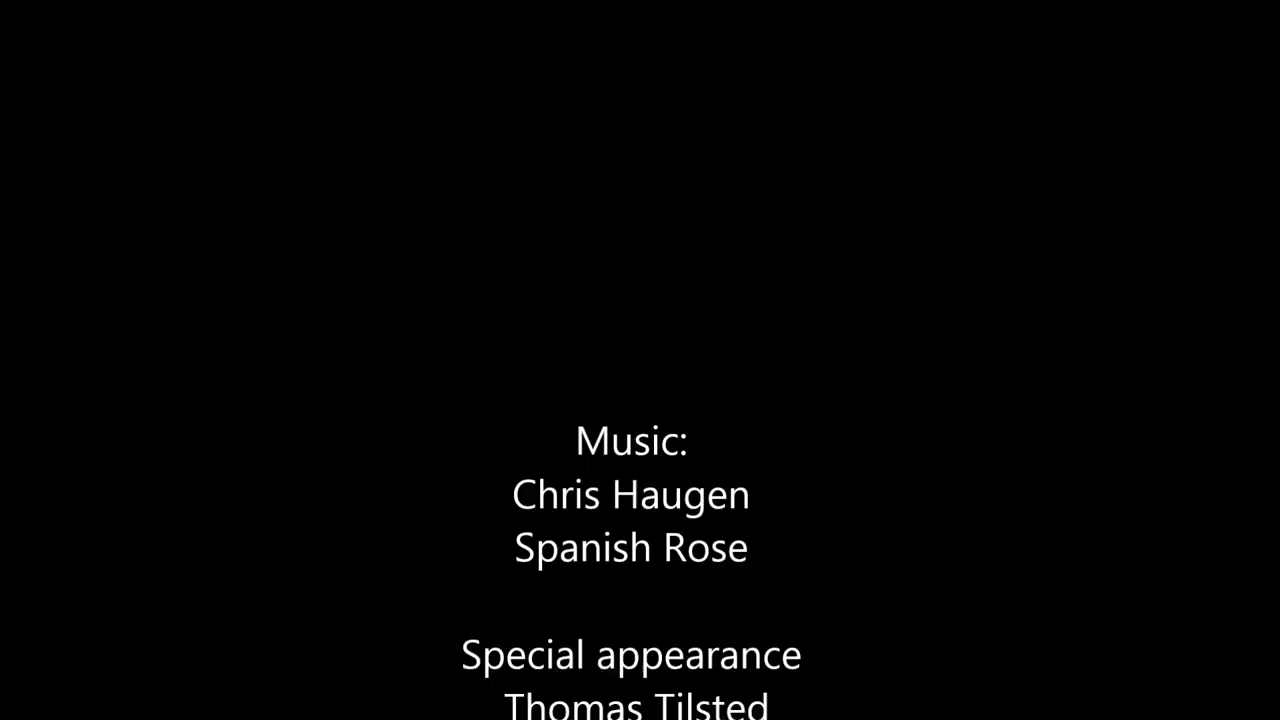 Music:
Chris Haugen
Spanish Rose
Special appearance
Thomas Tilsted